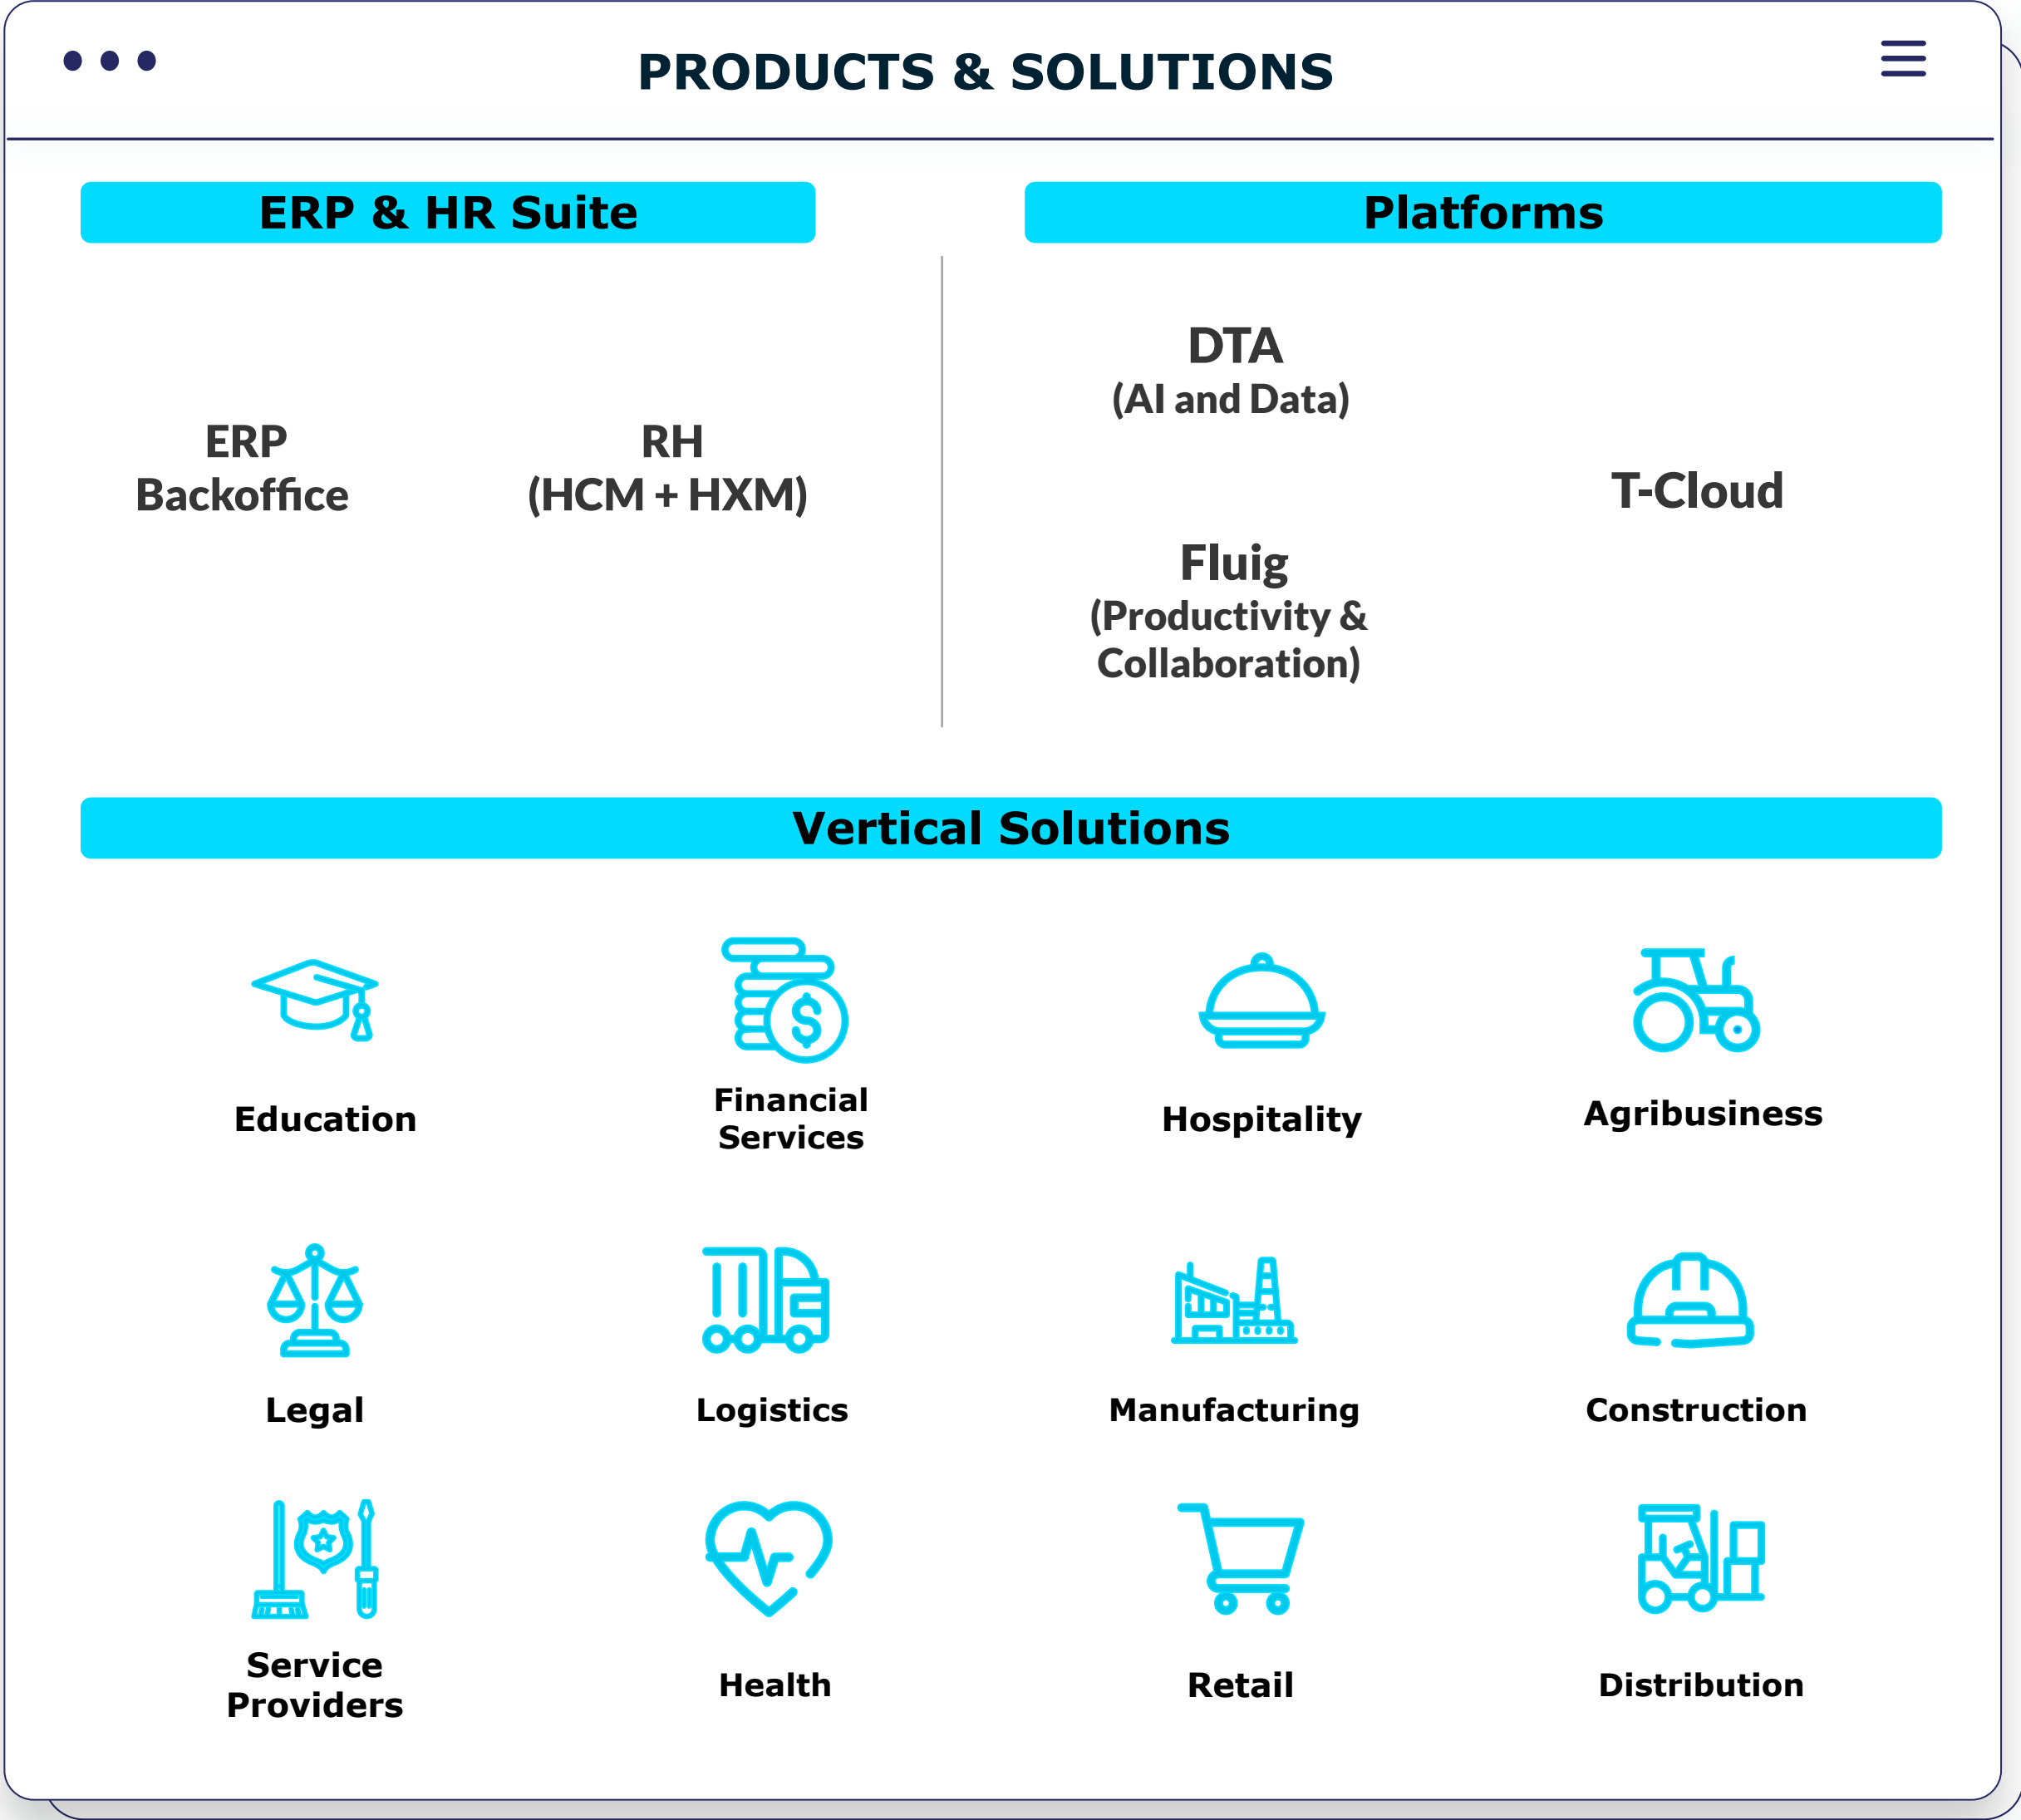 PRODUCTS & SOLUTIONS
ERP & HR Suite
ERP
Backoffice
RH
(HCM + HXM)
Platforms
DTA
(AI and Data)
Fluig
(Productivity &
Collaboration)
T-Cloud
Vertical Solutions
Education
Financial
Services
Hospitality
Agribusiness
Legal
Logistics
Manufacturing
Construction
Service
Providers
Health
Retail
Distribution